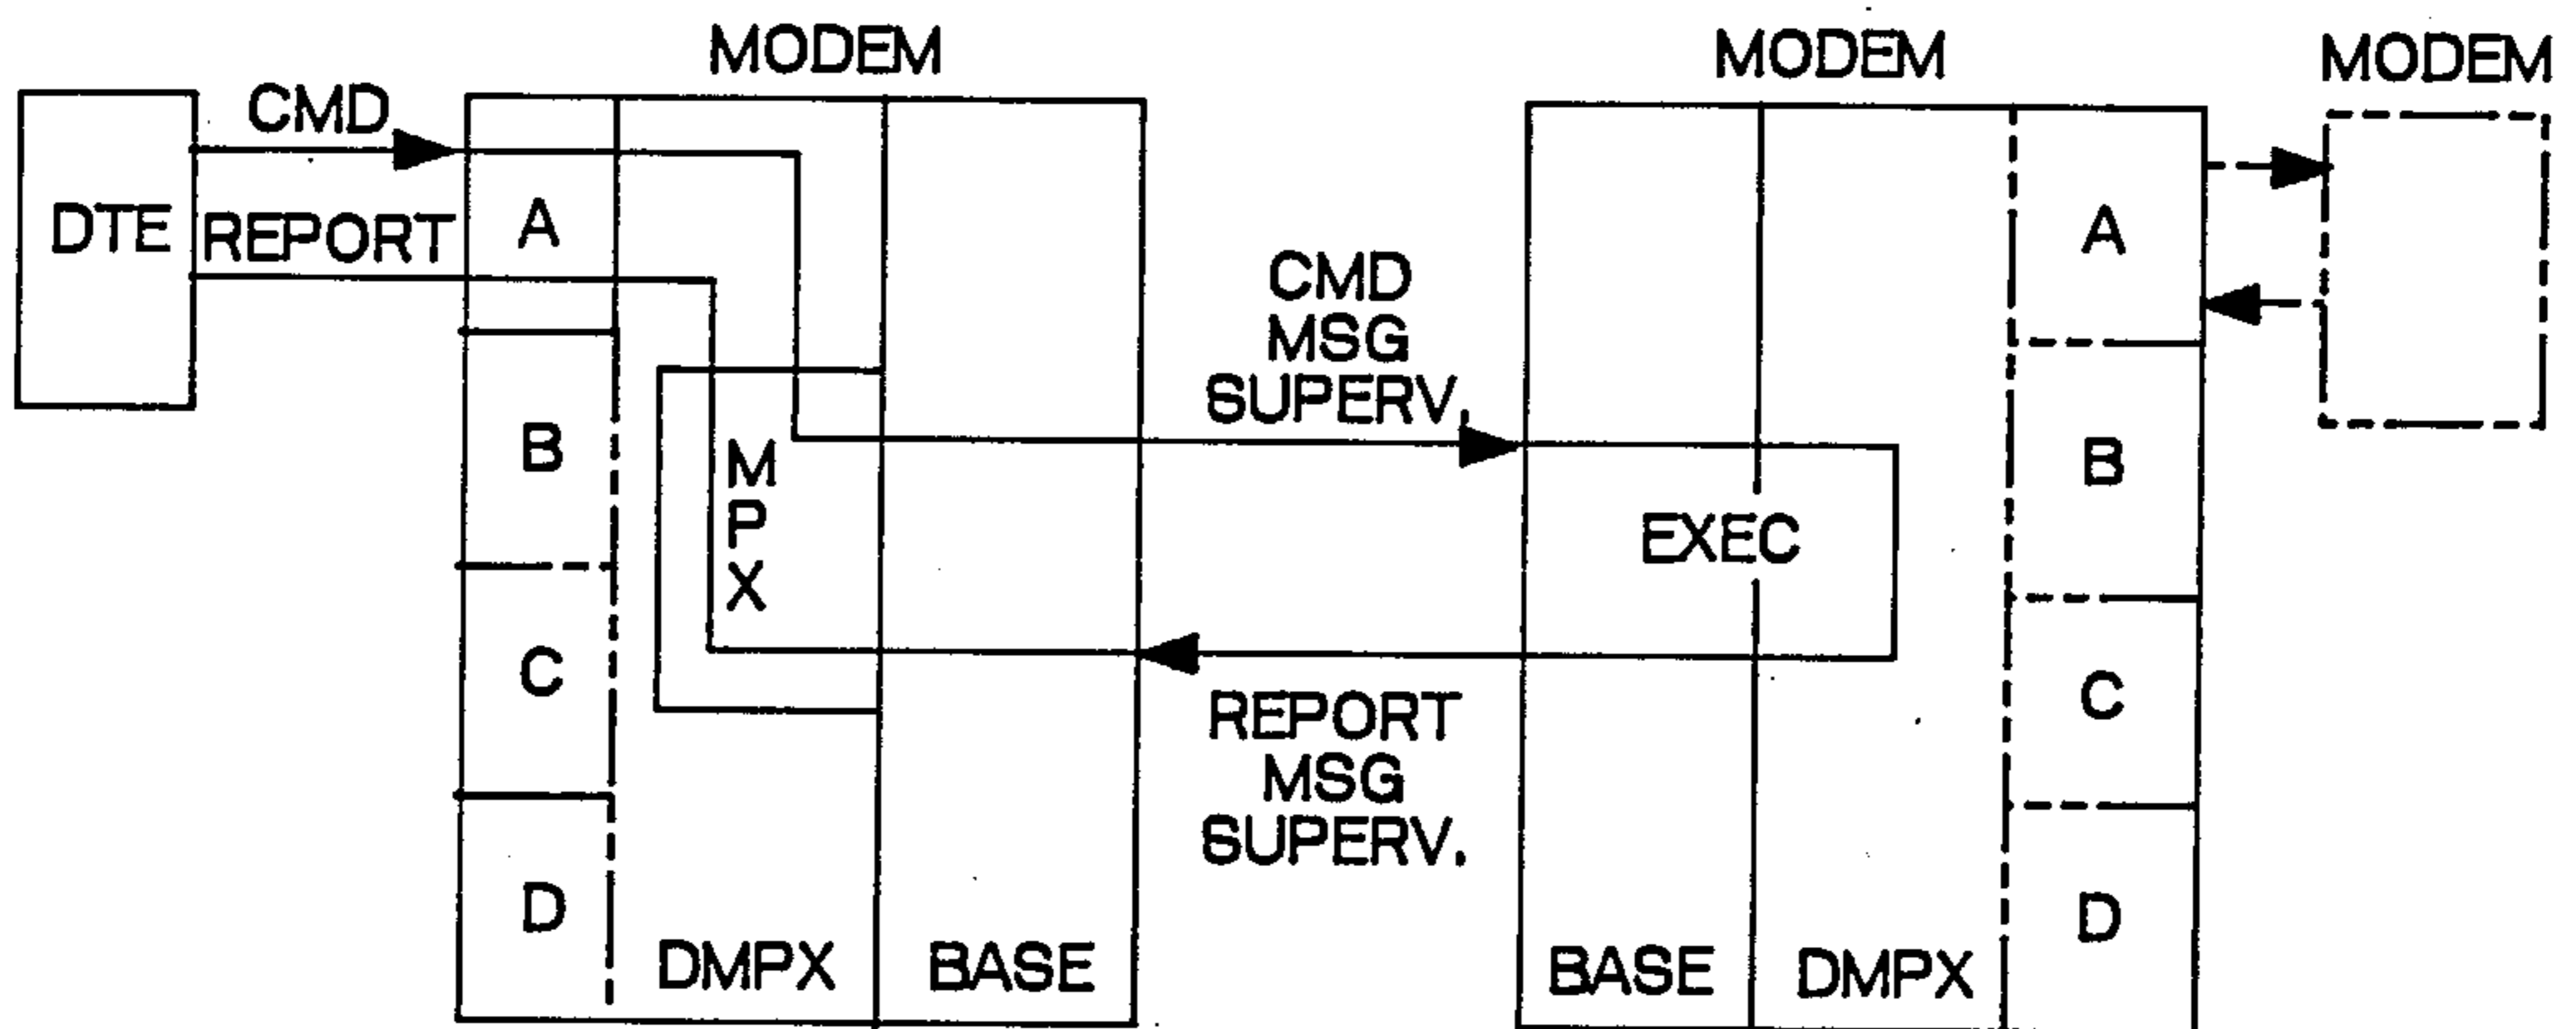 MODEM
MODEM
MODEM
CMD
DTE
REPORT
A
B
C
D
M
P
X
DMPX
BASE
CMD
MSG
SUPERV.
REPORT
MSG
SUPERV.
EXEC
BASE
DMPX
A
B
C
D